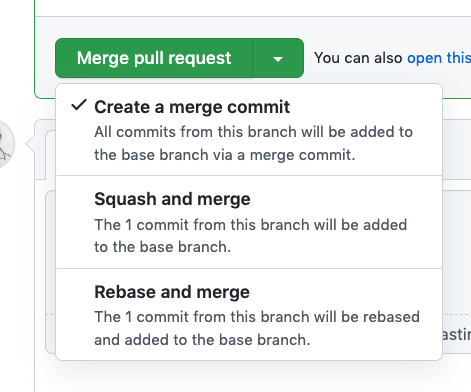 Merge pull request
You can also open this
Create a merge commit
All commits from this branch will be added to
the base branch via a merge commit.
Squash and merge
The 1 commit from this branch will be added
to the base branch.
Rebase and merge
The 1 commit from this branch will be rebased
and added to the base branch.